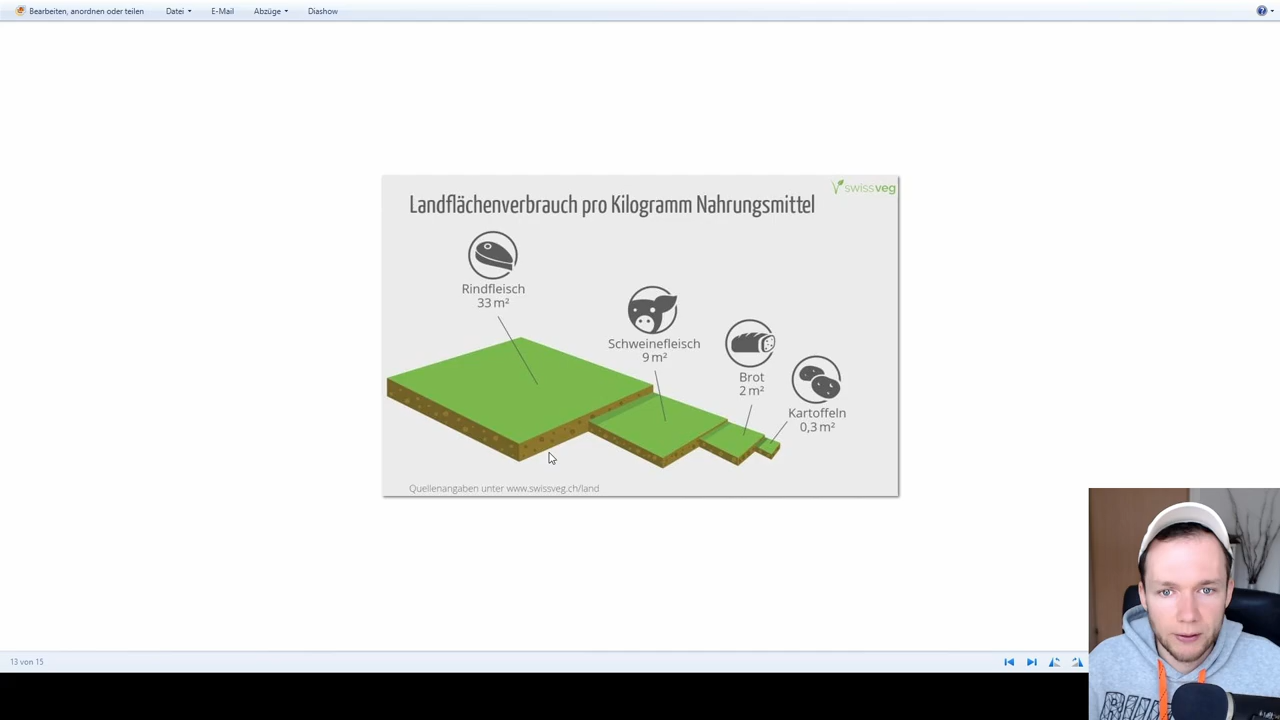 Bearbeiten, anordnen oder teilen Datei E-Mail Abzüge Diashow
swissveg
Landflächenverbrauch pro Kilogramm Nahrungsmittel
Rindfleisch
33 m²
Schweinefleisch
9 m²
Brot
2 m²
Kartoffeln
0,3 m²
Quellenangaben unter www.swissveg.ch/land
13 von 15